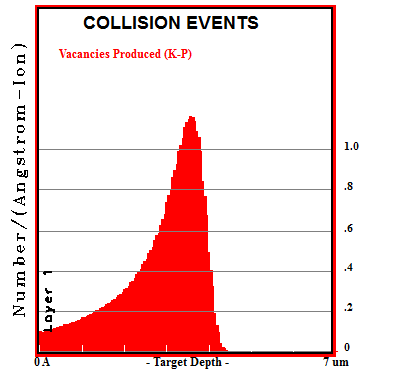 COLLISION EVENTS
Vacancies Produced (K-P)
Number/(Angstrom-Ion)
Layer 1
1.0
.8
.6
.4
.2
0
0 A
- Target Depth -
7 um